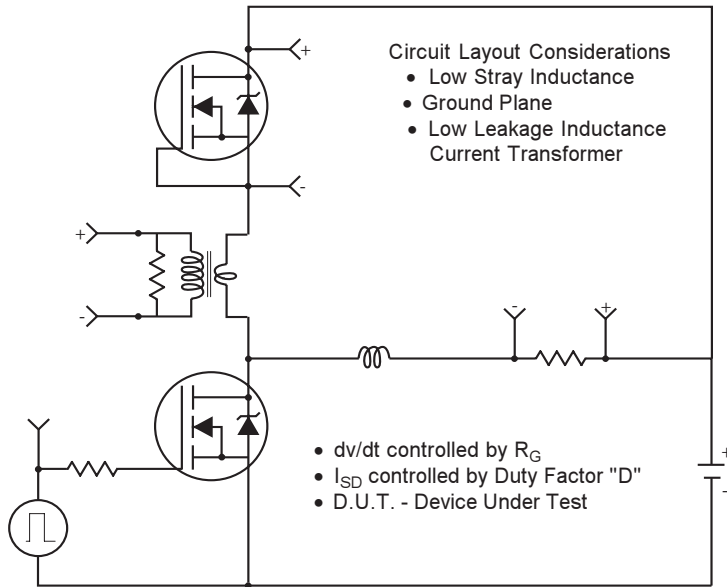 +
Circuit Layout Considerations
• Low Stray Inductance
• Ground Plane
• Low Leakage Inductance
Current Transformer
-
+
-
-
+
• dv/dt controlled by RG
• ISD controlled by Duty Factor "D"
• D.U.T. - Device Under Test
+
-